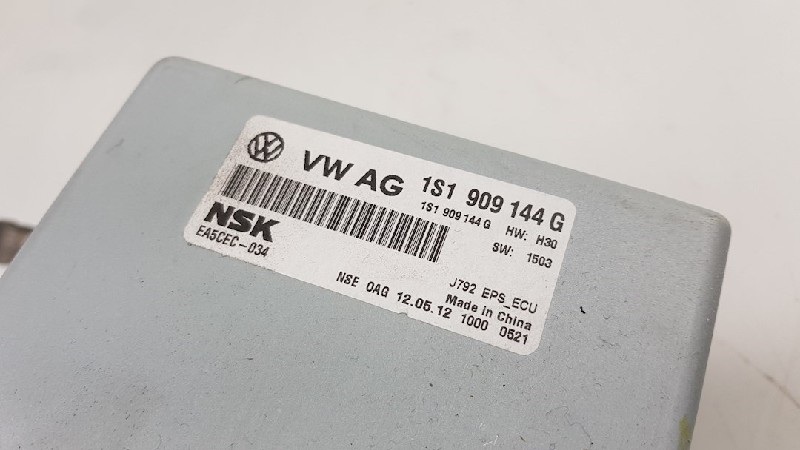 VW AG 1S1 909 144 G
1S1 909 144 G HW: H30
SW: 1503
NSK
EA5CEC-034
J792 EPS_ECU
Made in China
NSE OAG 12.05.12 1000 0521